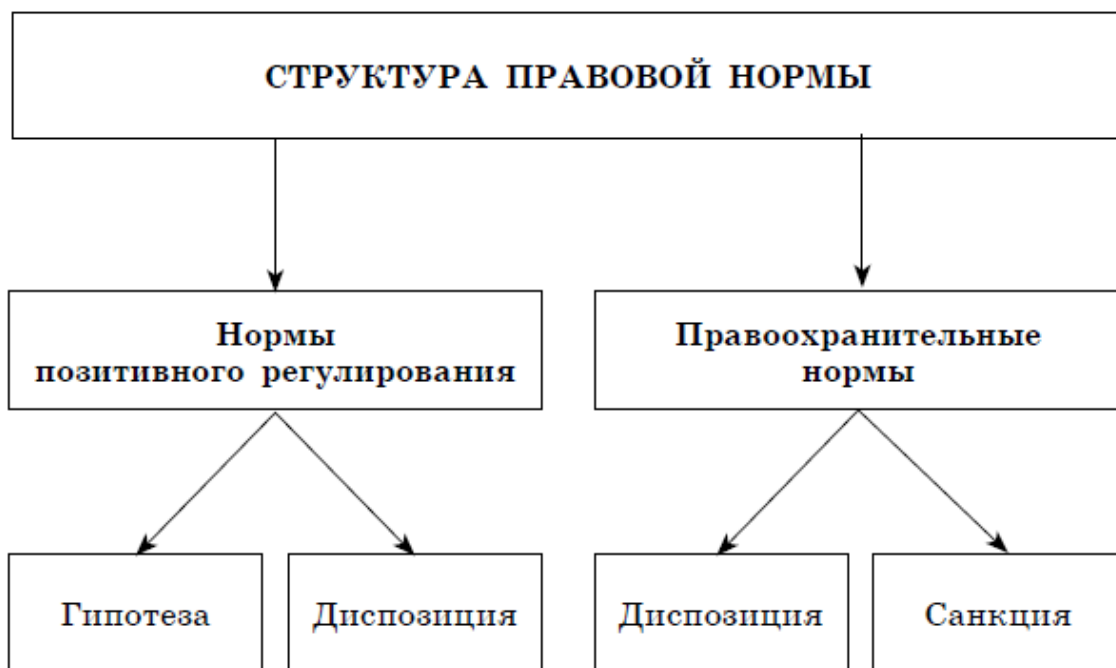 СТРУКТУРА ПРАВОВОЙ НОРМЫ
Нормы
позитивного регулирования
Правоохранительные
нормы
Гипотеза
Диспозиция
Диспозиция
Санкция